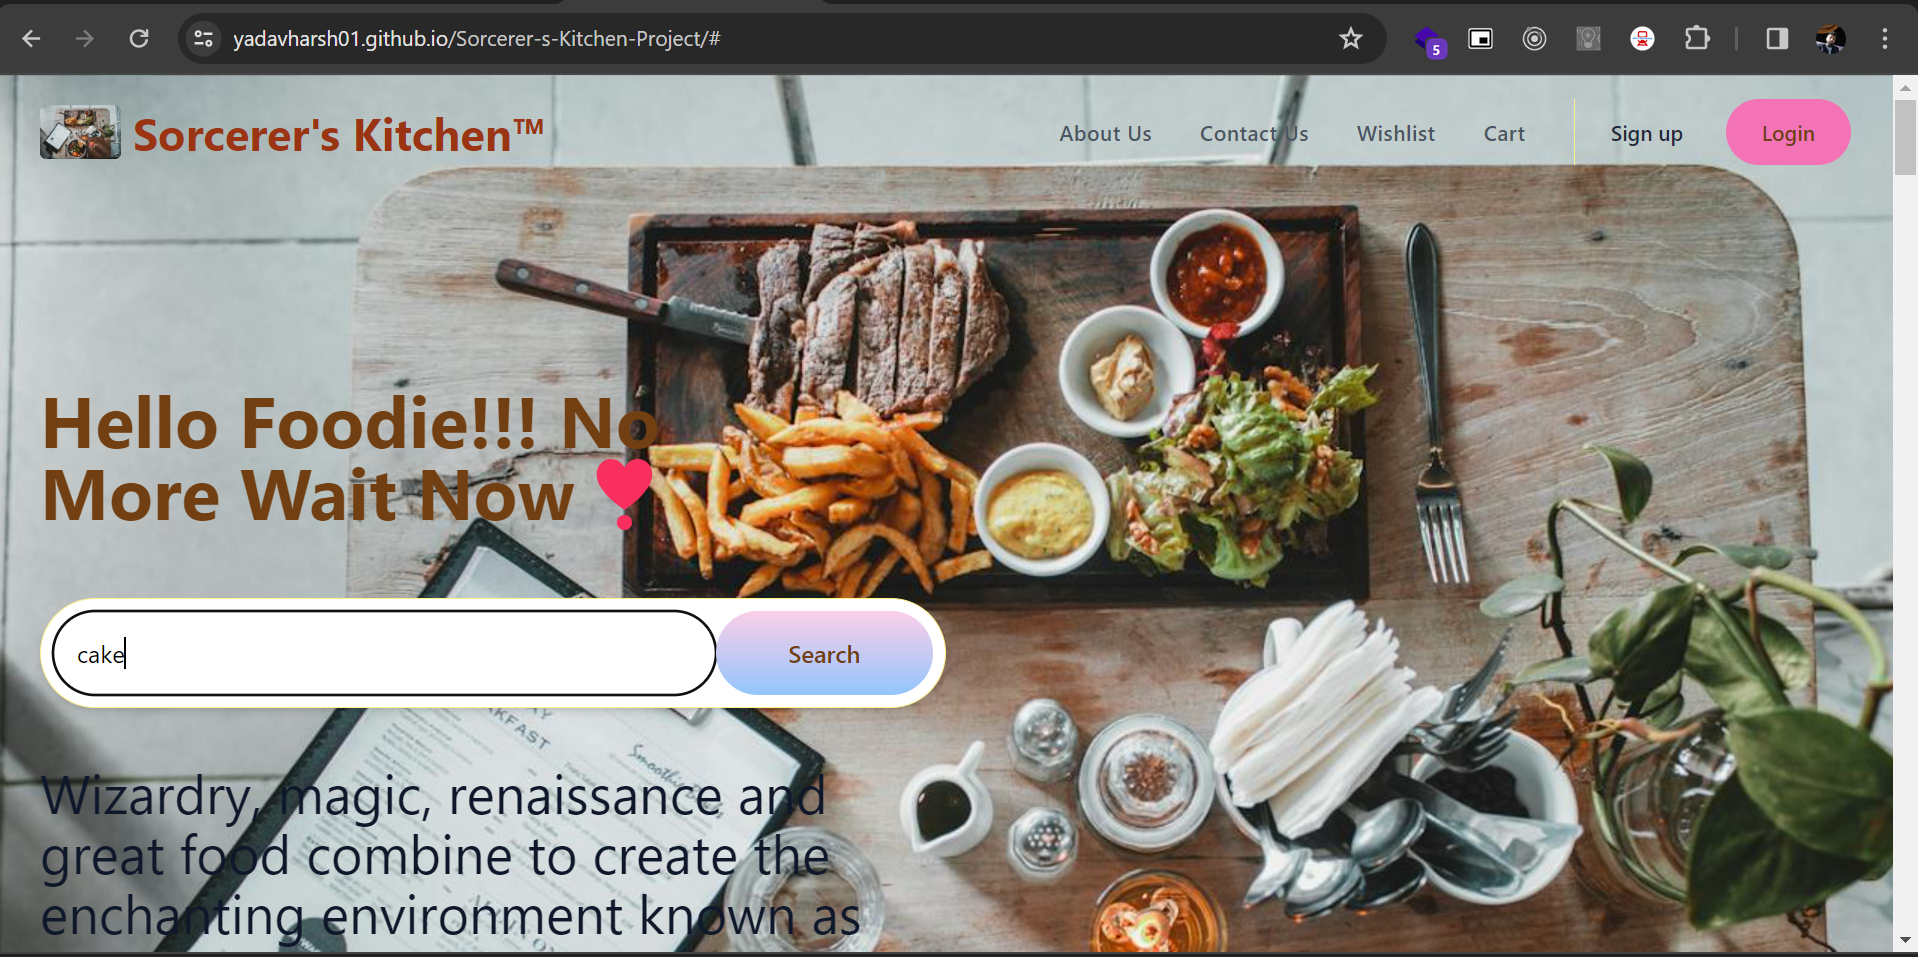 yadavharsh01.github.io/Sorcerer-s-Kitchen-Project/#
5
Sorcerer's Kitchen™
About Us
Contact Us
Wishlist
Cart
Sign up
Login
Hello Foodie!!! No
More Wait Now ❣
cake
Search
Wizardry, magic, renaissance and
great food combine to create the
enchanting environment known as